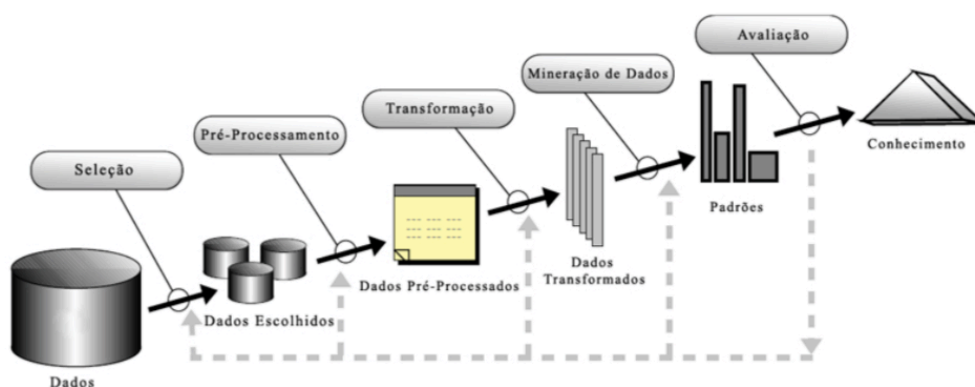 Avaliação
Mineração de Dados
Transformação
Pré-Processamento
Seleção
Conhecimento
Padrões
Dados
Transformados
Dados Pré-Processados
Dados Escolhidos
Dados